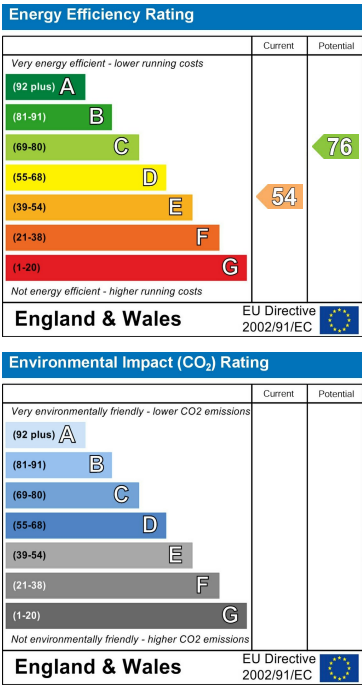 Energy Efficiency Rating
Current Potential
Very energy efficient - lower running costs
(92 plus) A
(81-91) B
(69-80) C
76
(55-68) D
(39-54) E
54
(21-38) F
(1-20) G
Not energy efficient - higher running costs
England & Wales
EU Directive
2002/91/EC
Environmental Impact (CO₂) Rating
Current Potential
Very environmentally friendly - lower CO2 emissions
(92 plus) A
(81-91) B
(69-80) C
(55-68) D
(39-54) E
(21-38) F
(1-20) G
Not environmentally friendly - higher CO2 emissions
England & Wales
EU Directive
2002/91/EC